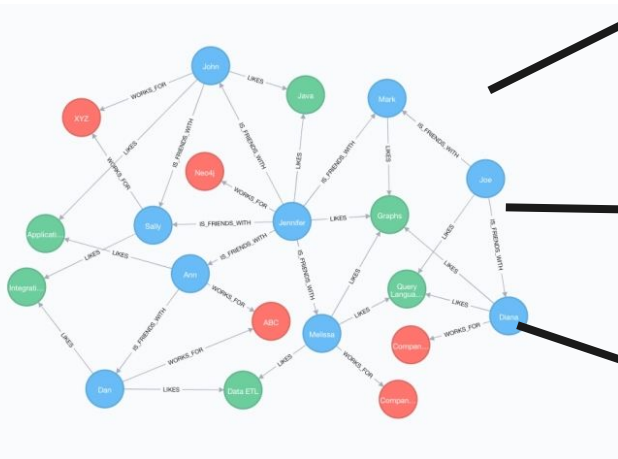 John
LIKES
Java
WORKS_FOR
XYZ
Mark
LIKES
IS_FRIENDS_WITH
IS_FRIENDS_WITH
IS_FRIENDS_WITH
LIKES
LIKES
IS_FRIENDS_WITH
Joe
WORKS_FOR
Neo4j
WORKS_FOR
Sally
IS_FRIENDS_WITH
Jennifer
LIKES
Graphs
Applicati...
LIKES
LIKES
IS_FRIENDS_WITH
LIKES
IS_FRIENDS_WITH
Ann
IS_FRIENDS_WITH
LIKES
LIKES
Integrati...
WORKS_FOR
Query
Langua...
LIKES
Diana
ABC
LIKES
Melissa
WORKS_FOR
Compan...
IS_FRIENDS_WITH
LIKES
WORKS_FOR
LIKES
WORKS_FOR
Dan
LIKES
Data ETL
Compan...